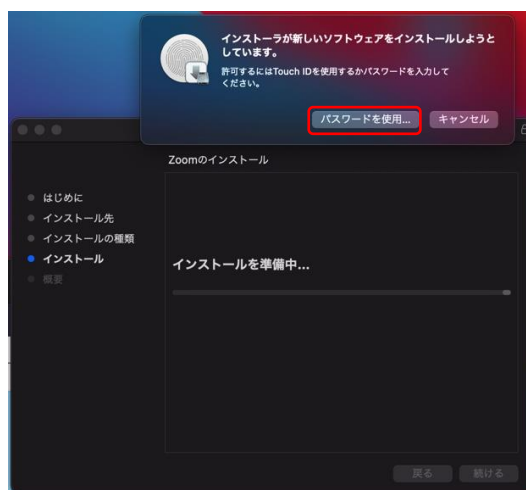 インストーラが新しいソフトウェアをインストールしようと
しています。
許可するにはTouch IDを使用するかパスワードを入力して
ください。
パスワードを使用...
キャンセル
Zoomのインストール
はじめに
インストール先
インストールの種類
インストール
概要
インストールを準備中...
戻る
続ける